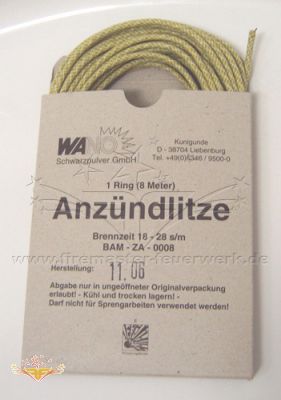 WANO
Schwarzpulver GmbH
Kunigunde
D - 38704 Liebenburg
Tel. +49(0)5346 / 9500-0
1 Ring (8 Meter)
Anzündlitze
Brennzeit 18 - 28 s/m
BAM - ZA - 0008
www.firemaster-feuerwerk.de
Herstellung: 11. 06
Abgabe nur in ungeöffneter Originalverpackung
erlaubt! - Kühl und trocken lagern! -
Darf nicht für Sprengarbeiten verwendet werden!